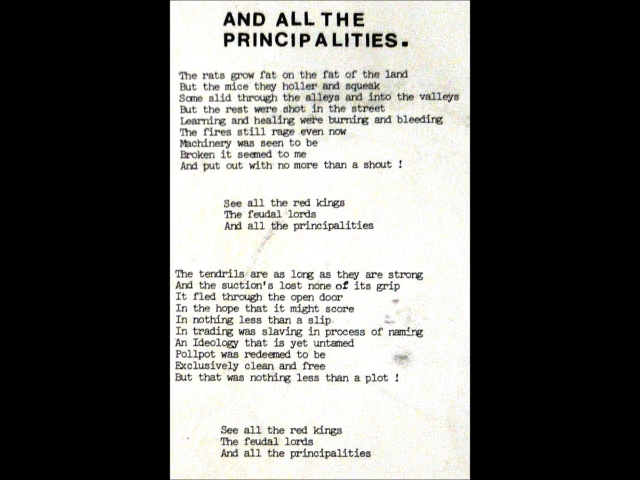 AND ALL THE
PRINCIPALITIES.
The rats grow fat on the fat of the land
But the mice they holler and squeak
Some slid through the alleys and into the valleys
But the rest were shot in the street
Learning and healing were burning and bleeding
The fires still rage even now
Machinery was seen to be
Broken it seemed to me
And put out with no more than a shout !
See all the red kings
The feudal lords
And all the principalities
The tendrils are as long as they are strong
And the suction's lost none of its grip
It fled through the open door
In the hope that it might score
In nothing less than a slip
In trading was slaving in process of naming
An Ideology that is yet untamed
Pollpot was redeemed to be
Exclusively clean and free
But that was nothing less than a plot !
See all the red kings
The feudal lords
And all the principalities